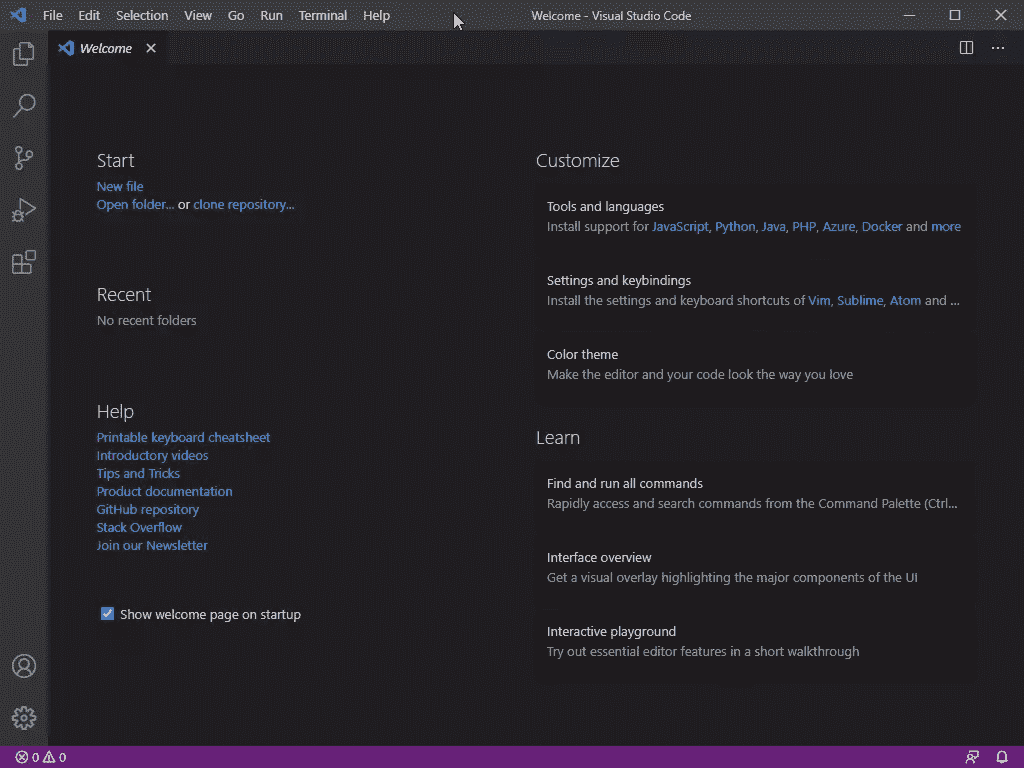 File Edit Selection View Go Run Terminal Help
Welcome - Visual Studio Code
Welcome
Start
New file
Open folder... or clone repository...
Recent
No recent folders
Help
Printable keyboard cheatsheet
Introductory videos
Tips and Tricks
Product documentation
GitHub repository
Stack Overflow
Join our Newsletter
Show welcome page on startup
Customize
Tools and languages
Install support for JavaScript, Python, Java, PHP, Azure, Docker and more
Settings and keybindings
Install the settings and keyboard shortcuts of Vim, Sublime, Atom and ...
Color theme
Make the editor and your code look the way you love
Learn
Find and run all commands
Rapidly access and search commands from the Command Palette (Ctrl...
Interface overview
Get a visual overlay highlighting the major components of the UI
Interactive playground
Try out essential editor features in a short walkthrough
0 0